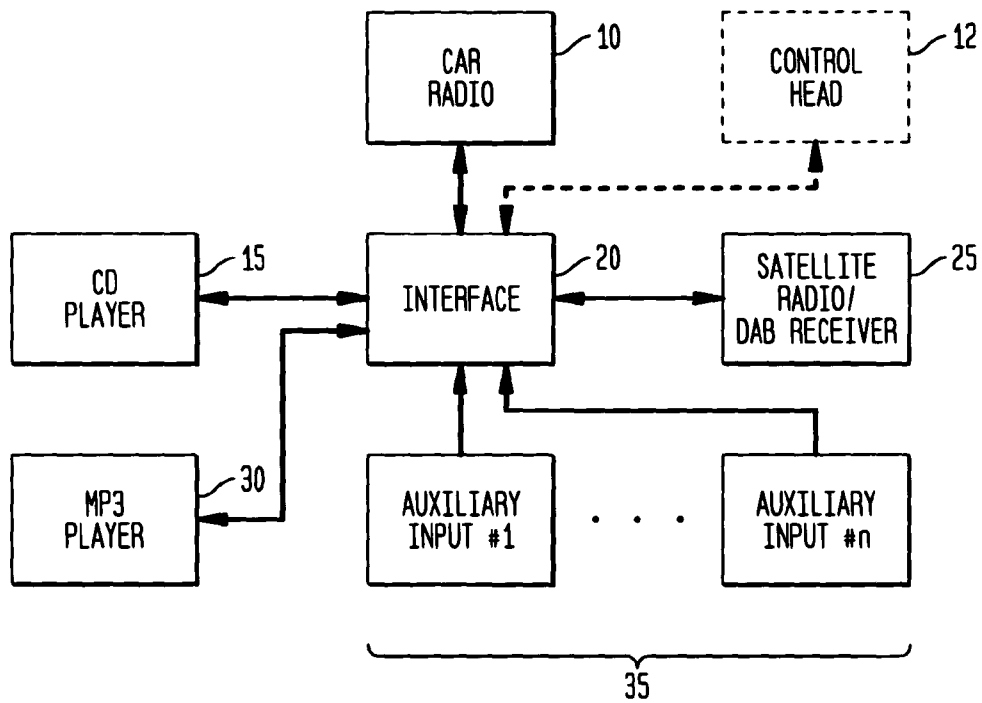 CAR
RADIO
10
CONTROL
HEAD
12
CD
PLAYER
15
INTERFACE
20
SATELLITE
RADIO/
DAB RECEIVER
25
MP3
PLAYER
30
AUXILIARY
INPUT #1
. . .
AUXILIARY
INPUT #n
35